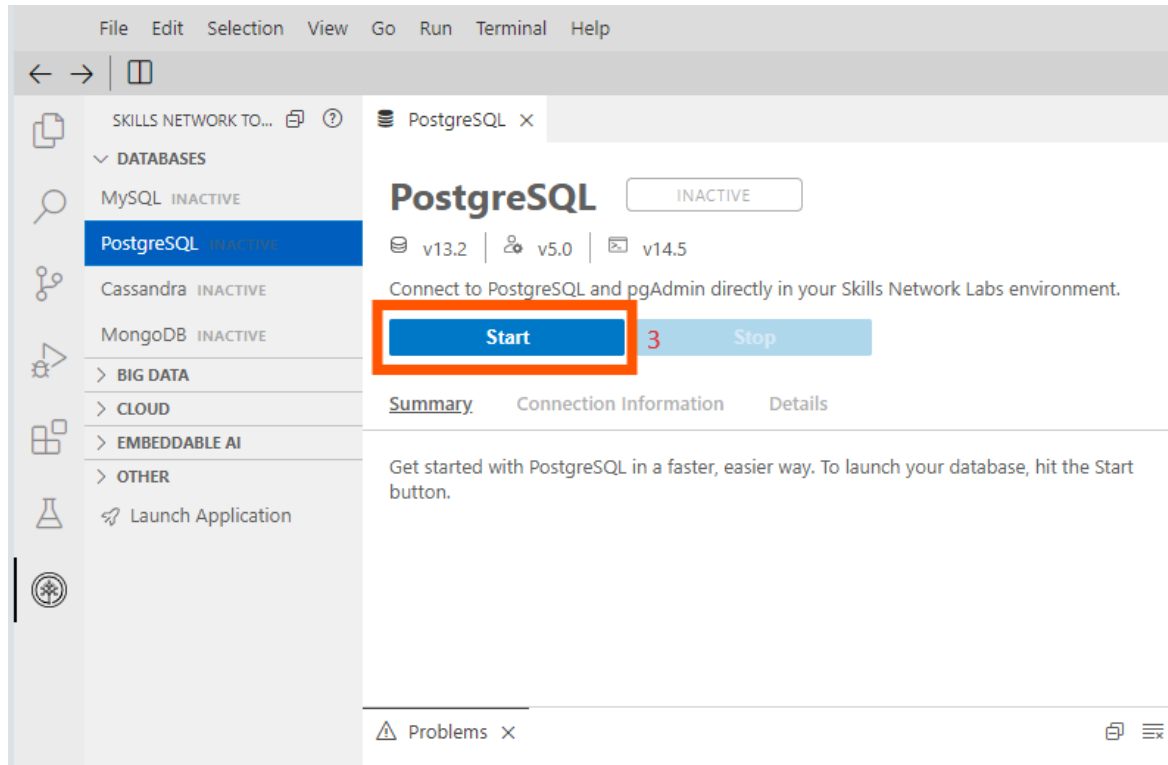 File Edit Selection View Go Run Terminal Help
SKILLS NETWORK TO...
DATABASES
MySQL INACTIVE
PostgreSQL INACTIVE
Cassandra INACTIVE
MongoDB INACTIVE
BIG DATA
CLOUD
EMBEDDABLE AI
OTHER
Launch Application
PostgreSQL
PostgreSQL INACTIVE
v13.2 v5.0 v14.5
Connect to PostgreSQL and pgAdmin directly in your Skills Network Labs environment.
Start 3 Stop
Summary Connection Information Details
Get started with PostgreSQL in a faster, easier way. To launch your database, hit the Start
button.
Problems